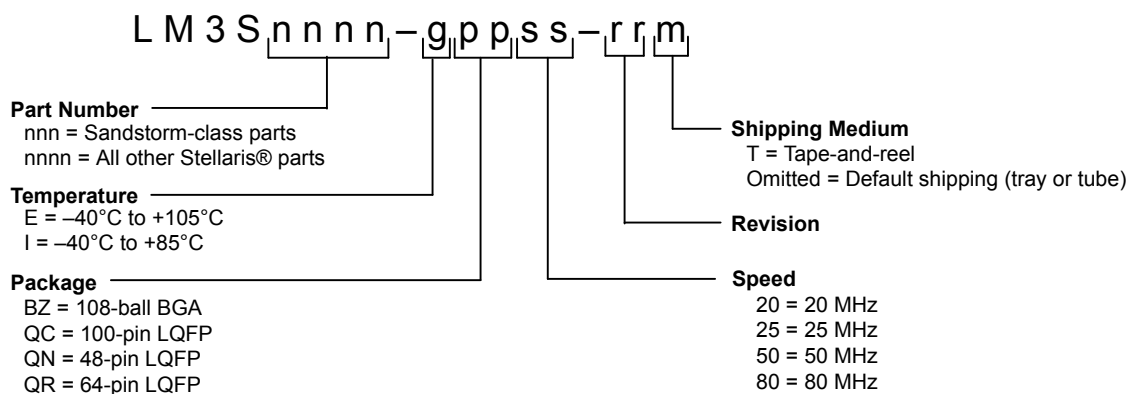 LM3Snnnn–gppss–rrm
Part Number
nnn = Sandstorm-class parts
nnnn = All other Stellaris® parts
Temperature
E = –40°C to +105°C
I = –40°C to +85°C
Package
BZ = 108-ball BGA
QC = 100-pin LQFP
QN = 48-pin LQFP
QR = 64-pin LQFP
Shipping Medium
T = Tape-and-reel
Omitted = Default shipping (tray or tube)
Revision
Speed
20 = 20 MHz
25 = 25 MHz
50 = 50 MHz
80 = 80 MHz